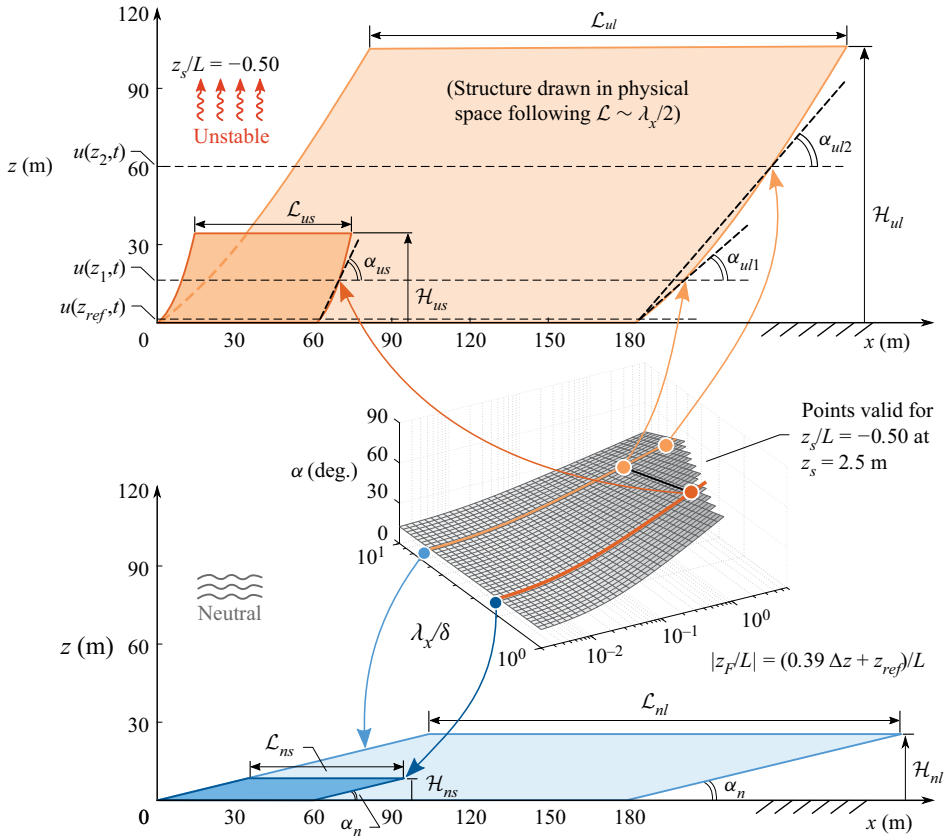 120
ℒ_ul
z_s/L = −0.50
90
(Structure drawn in physical
space following ℒ ~ λ_x/2)
Unstable
u(z_2,t)
α_ul2
z (m)
60
ℒ_us
ℋ_ul
30
u(z_1,t)
α_us
α_ul1
ℋ_us
u(z_ref,t)
0
0 30 60 90 120 150 180
x (m)
90
Points valid for
z_s/L = −0.50 at
z_s = 2.5 m
60
α (deg.)
30
0
10^1
120
90
Neutral
λ_x/δ
10^0
10^-1
10^-2
10^0
z (m)
60
|z_F/L| = (0.39 Δz + z_ref)/L
30
ℒ_nl
ℒ_ns
ℋ_ns
ℋ_nl
α_n
α_n
0
0 30 60 90 120 150 180
x (m)